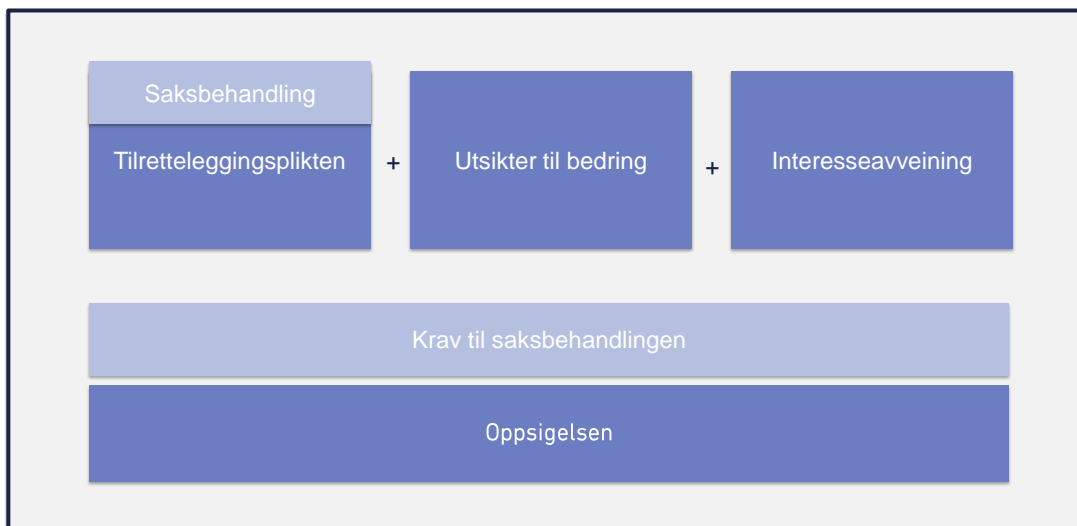 Saksbehandling
Tilretteleggingsplikten
+
Utsikter til bedring
+
Interesseavveining
Krav til saksbehandlingen
Oppsigelsen